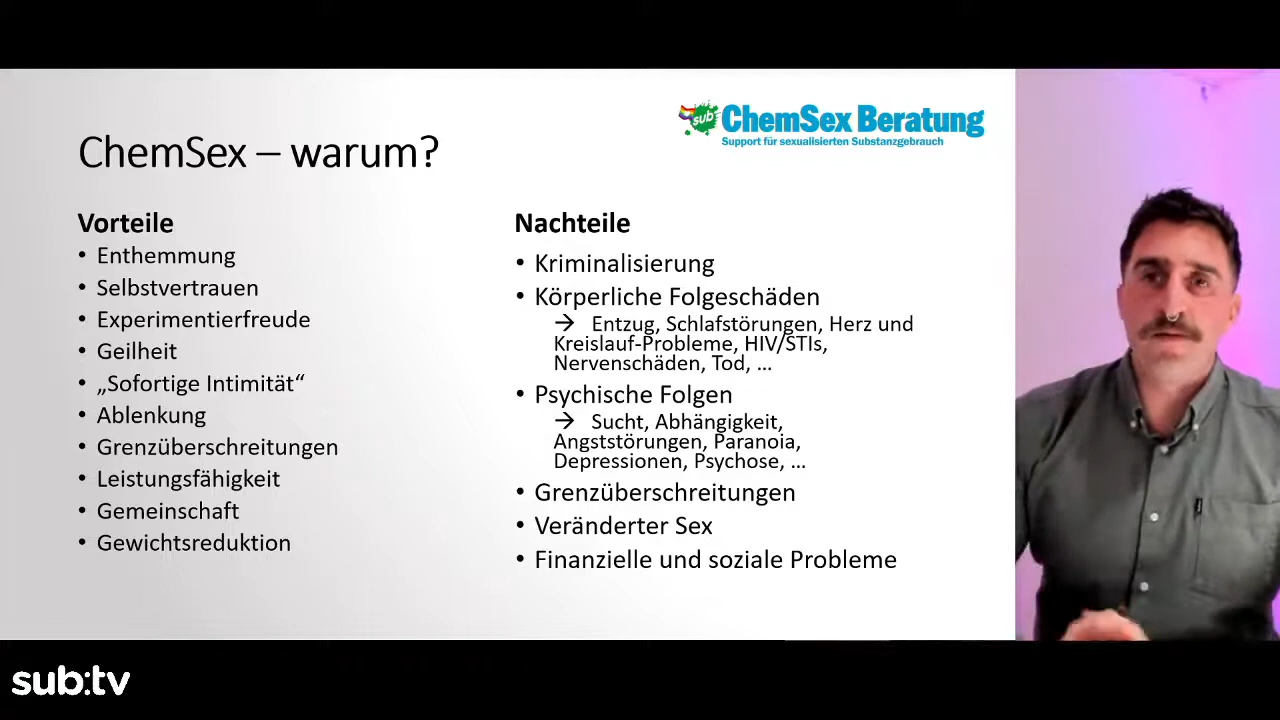 ChemSex – warum?
sub
ChemSex Beratung
Support für sexualisierten Substanzgebrauch
Vorteile
• Enthemmung
• Selbstvertrauen
• Experimentierfreude
• Geilheit
• „Sofortige Intimität“
• Ablenkung
• Grenzüberschreitungen
• Leistungsfähigkeit
• Gemeinschaft
• Gewichtsreduktion
Nachteile
• Kriminalisierung
• Körperliche Folgeschäden
→ Entzug, Schlafstörungen, Herz und
Kreislauf-Probleme, HIV/STIs,
Nervenschäden, Tod, ...
• Psychische Folgen
→ Sucht, Abhängigkeit,
Angststörungen, Paranoia,
Depressionen, Psychose, ...
• Grenzüberschreitungen
• Veränderter Sex
• Finanzielle und soziale Probleme
sub:tv